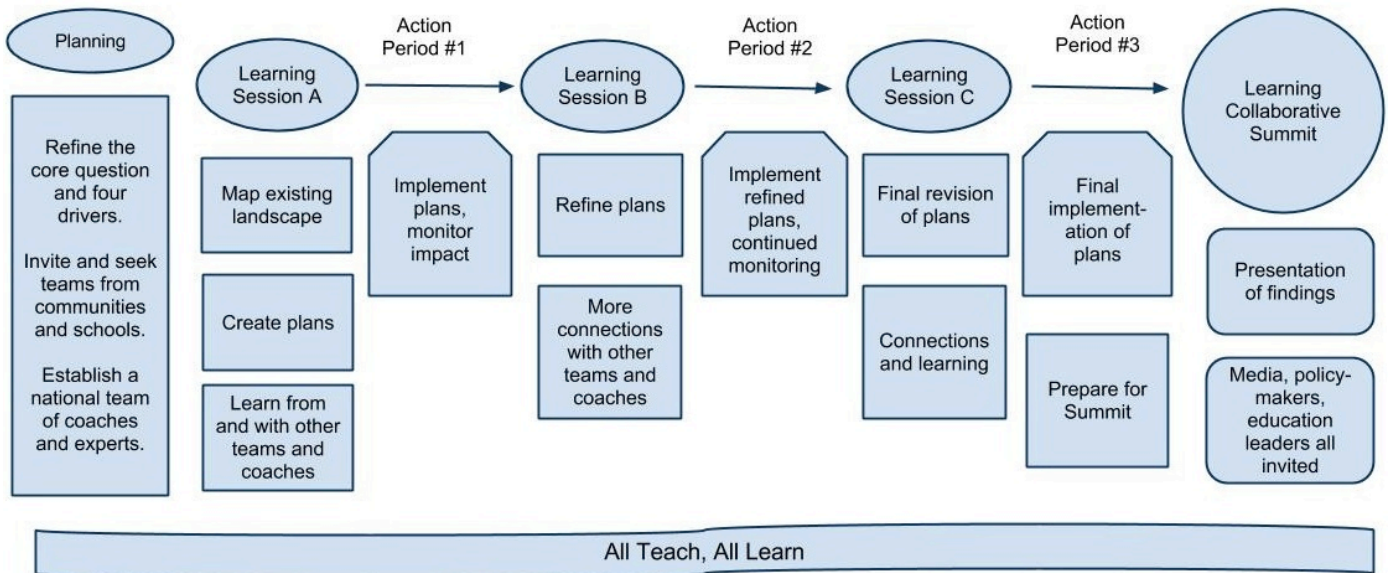 Planning
Refine the
core question
and four
drivers.
Invite and seek
teams from
communities
and schools.
Establish a
national team
of coaches
and experts.
Learning
Session A
Map existing
landscape
Create plans
Learn from
and with other
teams and
coaches
Action
Period #1
Implement
plans,
monitor
impact
Learning
Session B
Refine plans
More
connections
with other
teams and
coaches
Action
Period #2
Implement
refined
plans,
continued
monitoring
Learning
Session C
Final revision
of plans
Connections
and learning
Action
Period #3
Final
implement-
ation of
plans
Prepare for
Summit
Learning
Collaborative
Summit
Presentation
of findings
Media, policy-
makers,
education
leaders all
invited
All Teach, All Learn